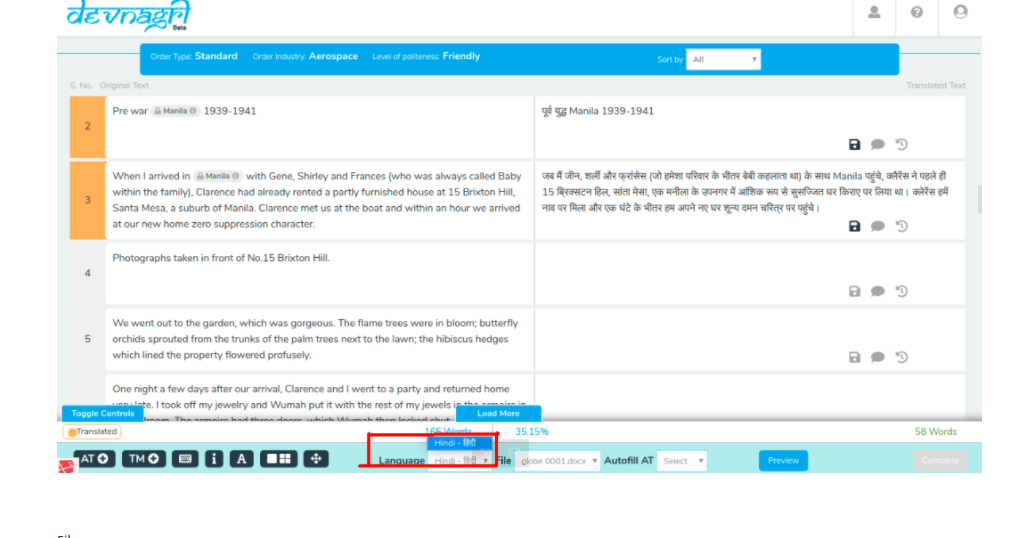 devnagri
Beta
Order Type: Standard Order Industry: Aerospace Level of politeness: Friendly Sort by All
S. No. Original Text Translated Text
2 Pre war Manila 1939-1941 पूर्व युद्ध Manila 1939-1941
3
When I arrived in Manila with Gene, Shirley and Frances (who was always called Baby
within the family), Clarence had already rented a partly furnished house at 15 Brixton Hill,
Santa Mesa, a suburb of Manila. Clarence met us at the boat and within an hour we arrived
at our new home zero suppression character.
जब मैं जीन, शर्ली और फ्रांसेस (जो हमेशा परिवार के भीतर बेबी कहलाता था) के साथ Manila पहुंचे, क्लैरेंस ने पहले ही
15 ब्रिक्सटन हिल, सांता मेसा, एक मनीला के उपनगर में आंशिक रूप से सुसज्जित घर किराए पर लिया था। क्लेरेंस हमें
नाव पर मिला और एक घंटे के भीतर हम अपने नए घर शून्य दमन चरित्र पर पहुंचे।
4 Photographs taken in front of No.15 Brixton Hill.
5
We went out to the garden, which was gorgeous. The flame trees were in bloom; butterfly
orchids sprouted from the trunks of the palm trees next to the lawn; the hibiscus hedges
which lined the property flowered profusely.
One night a few days after our arrival, Clarence and I went to a party and returned home
late. I took off my jewelry and Wumah put it with the rest of my jewels in the armoire in
Toggle Controls Load More
Translated 165 Words 35.15% 58 Words
Hindi - हिंदी
AT TM i A Language Hindi - हिंदी File globe 0001.docx Autofill AT Select Preview Complete